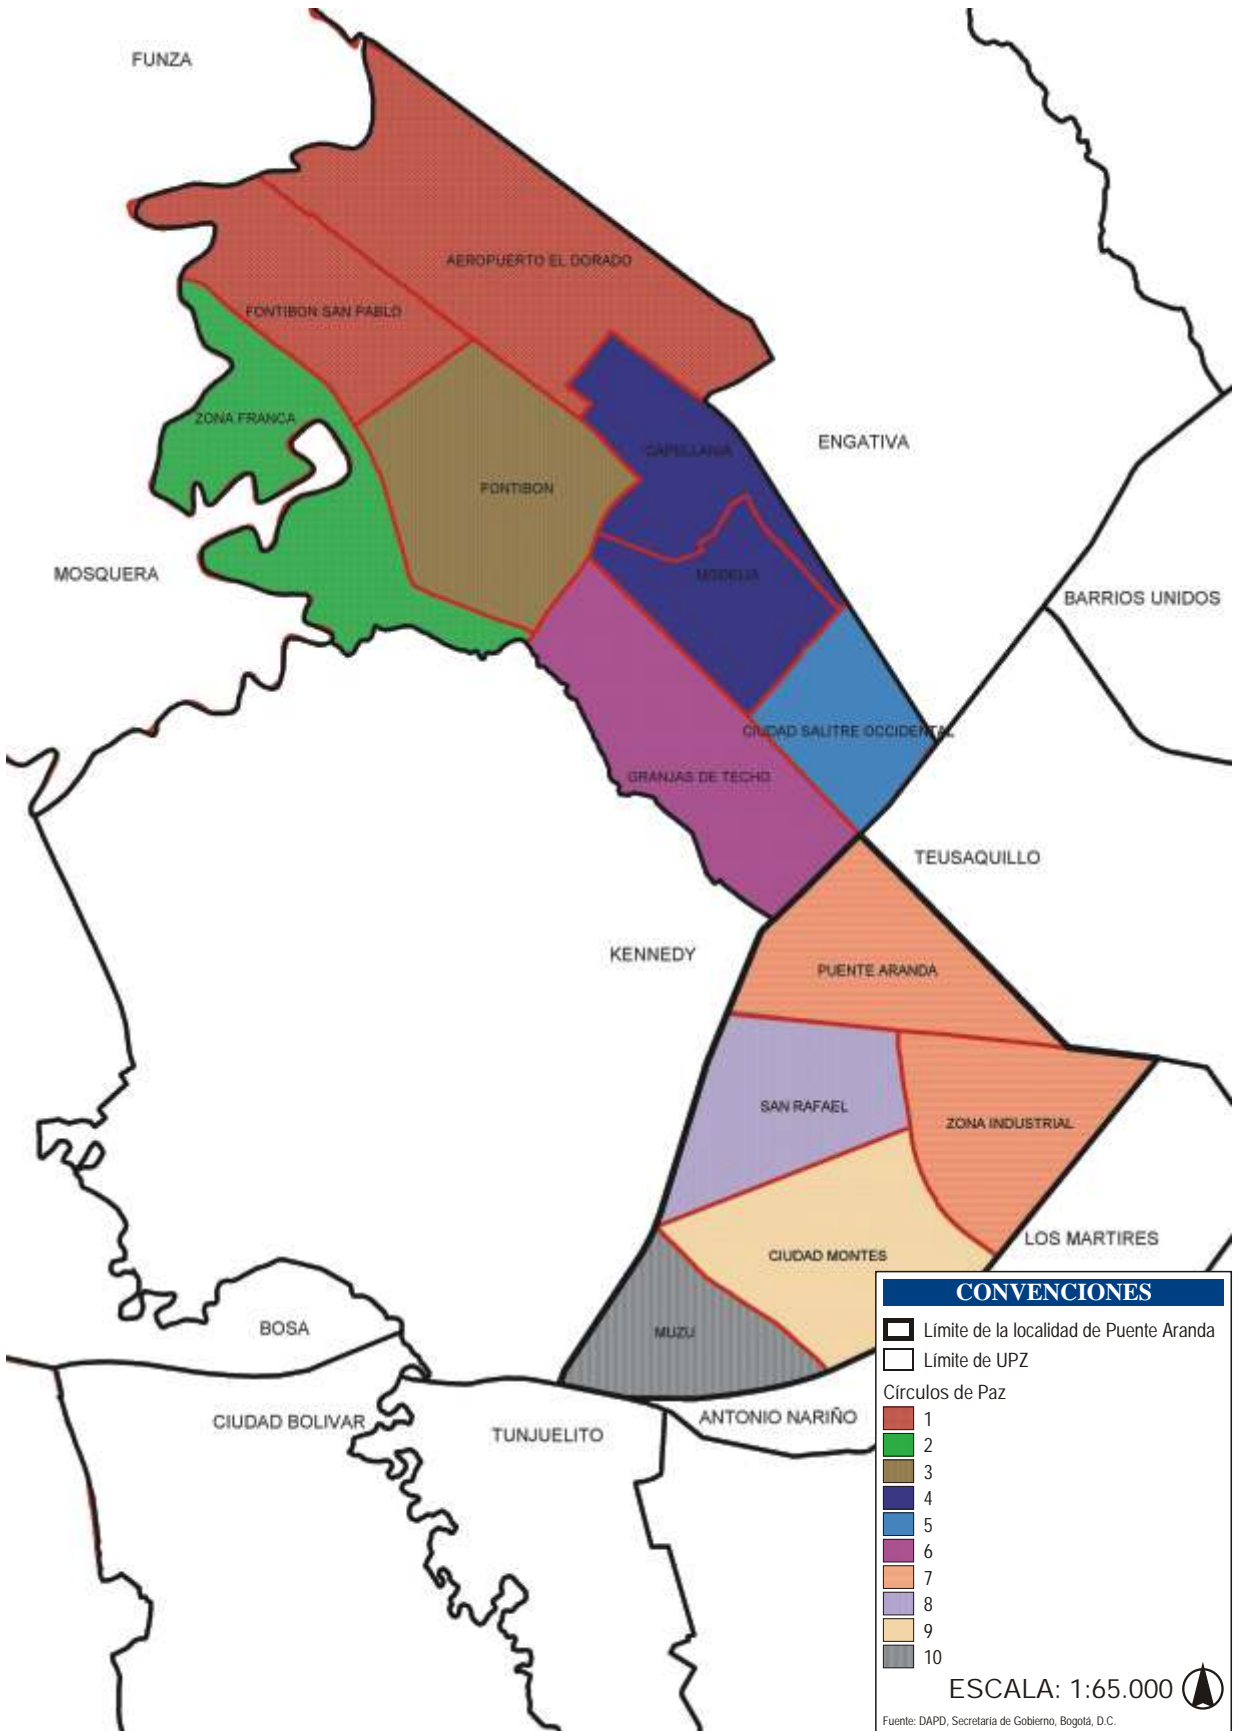 FUNZA
AEROPUERTO EL DORADO
FONTIBON SAN PABLO
ZONA FRANCA
CAPELLANIA
ENGATIVA
FONTIBON
MOSQUERA
MODELIA
BARRIOS UNIDOS
CIUDAD SALITRE OCCIDENTAL
GRANJAS DE TECHO
TEUSAQUILLO
KENNEDY
PUENTE ARANDA
SAN RAFAEL
ZONA INDUSTRIAL
LOS MARTIRES
CIUDAD MONTES
BOSA
MUZU
CIUDAD BOLIVAR
TUNJUELITO
ANTONIO NARIÑO
CONVENCIONES
Límite de la localidad de Puente Aranda
Límite de UPZ
Círculos de Paz
1
2
3
4
5
6
7
8
9
10
ESCALA: 1:65.000
Fuente: DAPD, Secretaría de Gobierno, Bogotá, D.C.